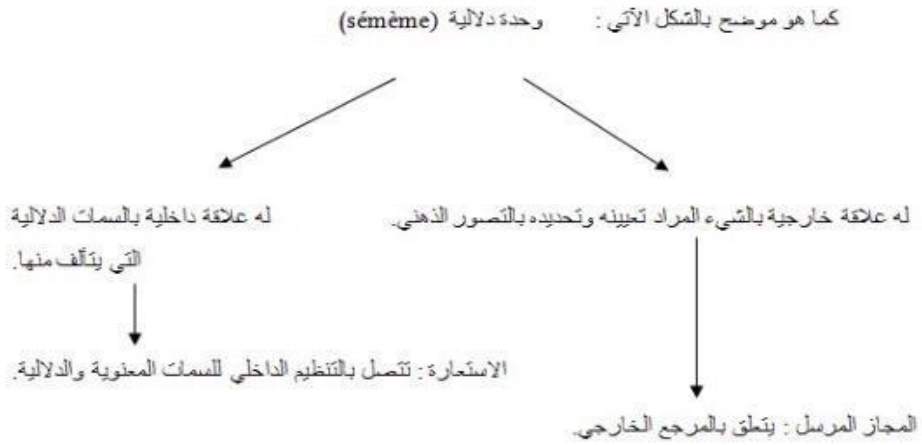 كما هو موضح بالشكل الآتي : وحدة دلالية (sémème)
له علاقة خارجية بالشيء المراد تعيينه وتحديده بالتصور الذهني.
له علاقة داخلية بالسمات الدلالية
التي يتألف منها.
الاستعارة : تتصل بالتنظيم الداخلي للسمات المعنوية والدلالية.
المجاز المرسل : يتعلق بالمرجع الخارجي.